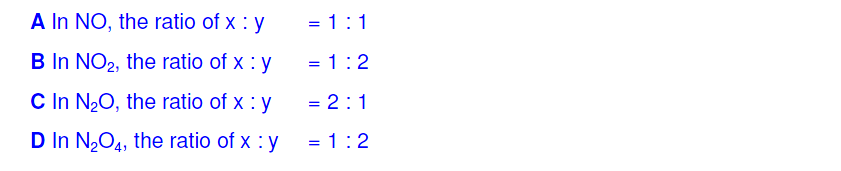 A In NO, the ratio of x : y = 1 : 1
B In NO₂, the ratio of x : y = 1 : 2
C In N₂O, the ratio of x : y = 2 : 1
D In N₂O₄, the ratio of x : y = 1 : 2